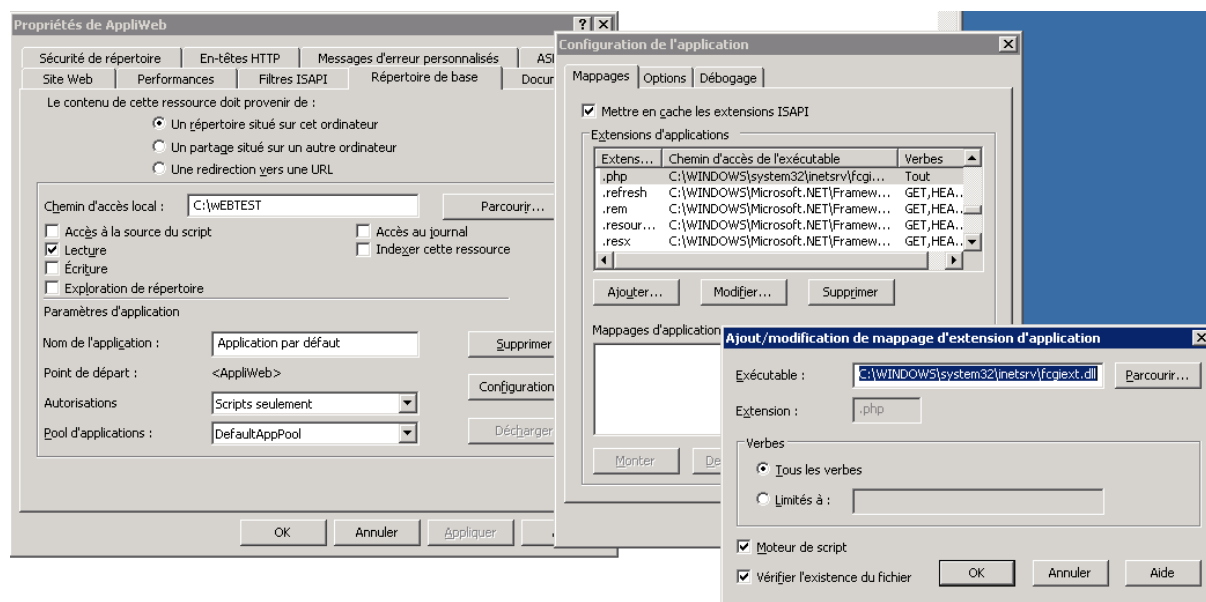 Propriétés de AppliWeb
Sécurité de répertoire En-têtes HTTP Messages d'erreur personnalisés
Site Web Performances Filtres ISAPI Répertoire de base
Le contenu de cette ressource doit provenir de :
Un répertoire situé sur cet ordinateur
Un partage situé sur un autre ordinateur
Une redirection vers une URL
Chemin d'accès local : C:\wEBTEST Parcourir...
Accès à la source du script Accès au journal
Lecture Indexer cette ressource
Écriture
Exploration de répertoire
Paramètres d'application
Nom de l'application : Application par défaut Supprimer
Point de départ : <AppliWeb>
Configuration
Autorisations Scripts seulement
Pool d'applications : DefaultAppPool Décharger
OK Annuler Appliquer
Configuration de l'application
Mappages Options Débogage
Mettre en cache les extensions ISAPI
Extensions d'applications
Extens... Chemin d'accès de l'exécutable Verbes
.php C:\WINDOWS\system32\inetsrv\fcgi... Tout
.refresh C:\WINDOWS\Microsoft.NET\Framew... GET,HEA..
.rem C:\WINDOWS\Microsoft.NET\Framew... GET,HEA..
.resour... C:\WINDOWS\Microsoft.NET\Framew... GET,HEA..
.resx C:\WINDOWS\Microsoft.NET\Framew... GET,HEA..
Ajouter... Modifier... Supprimer
Mappages d'application
Monter
Ajout/modification de mappage d'extension d'application
Exécutable : C:\WINDOWS\system32\inetsrv\fcgiext.dll Parcourir...
Extension : .php
Verbes
Tous les verbes
Limités à :
Moteur de script
Vérifier l'existence du fichier OK Annuler Aide